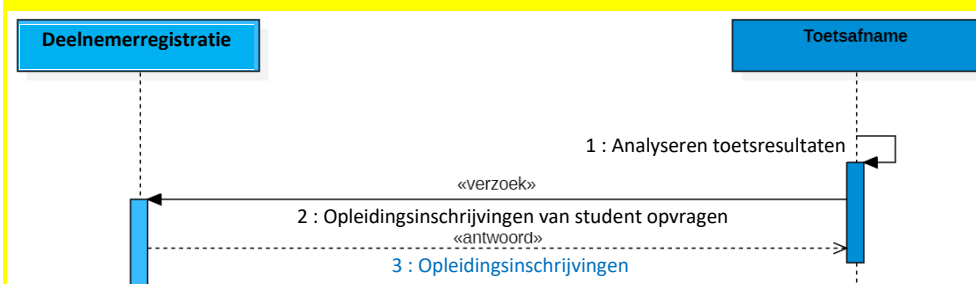 Deelnemerregistratie
Toetsafname
1 : Analyseren toetsresultaten
«verzoek»
2 : Opleidingsinschrijvingen van student opvragen
«antwoord»
3 : Opleidingsinschrijvingen